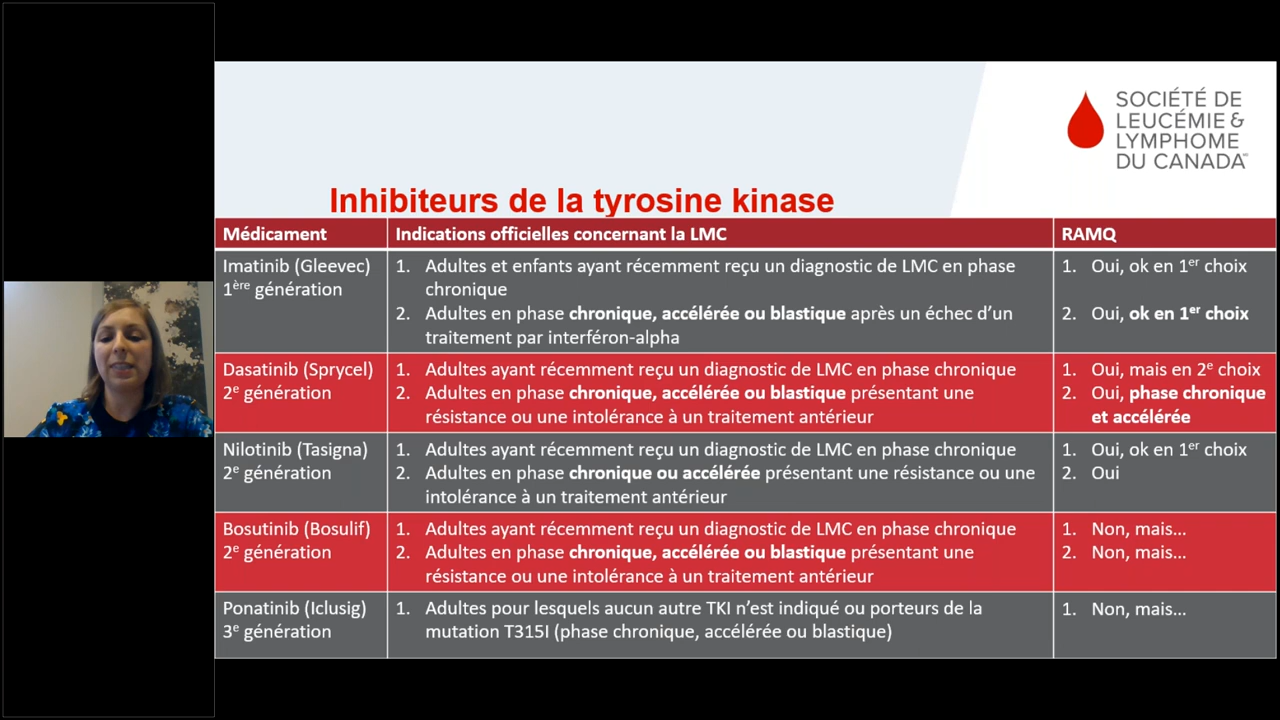 SOCIÉTÉ DE
LEUCÉMIE &
LYMPHOME
DU CANADA
Inhibiteurs de la tyrosine kinase
Médicament
Indications officielles concernant la LMC
RAMQ
Imatinib (Gleevec)
1ère génération
1. Adultes et enfants ayant récemment reçu un diagnostic de LMC en phase
chronique
2. Adultes en phase chronique, accélérée ou blastique après un échec d’un
traitement par interféron-alpha
1. Oui, ok en 1er choix
2. Oui, ok en 1er choix
Dasatinib (Sprycel)
2e génération
1. Adultes ayant récemment reçu un diagnostic de LMC en phase chronique
2. Adultes en phase chronique, accélérée ou blastique présentant une
résistance ou une intolérance à un traitement antérieur
1. Oui, mais en 2e choix
2. Oui, phase chronique
et accélérée
Nilotinib (Tasigna)
2e génération
1. Adultes ayant récemment reçu un diagnostic de LMC en phase chronique
2. Adultes en phase chronique ou accélérée présentant une résistance ou une
intolérance à un traitement antérieur
1. Oui, ok en 1er choix
2. Oui
Bosutinib (Bosulif)
2e génération
1. Adultes ayant récemment reçu un diagnostic de LMC en phase chronique
2. Adultes en phase chronique, accélérée ou blastique présentant une
résistance ou une intolérance à un traitement antérieur
1. Non, mais...
2. Non, mais...
Ponatinib (Iclusig)
3e génération
1. Adultes pour lesquels aucun autre TKI n’est indiqué ou porteurs de la
mutation T315I (phase chronique, accélérée ou blastique)
1. Non, mais...